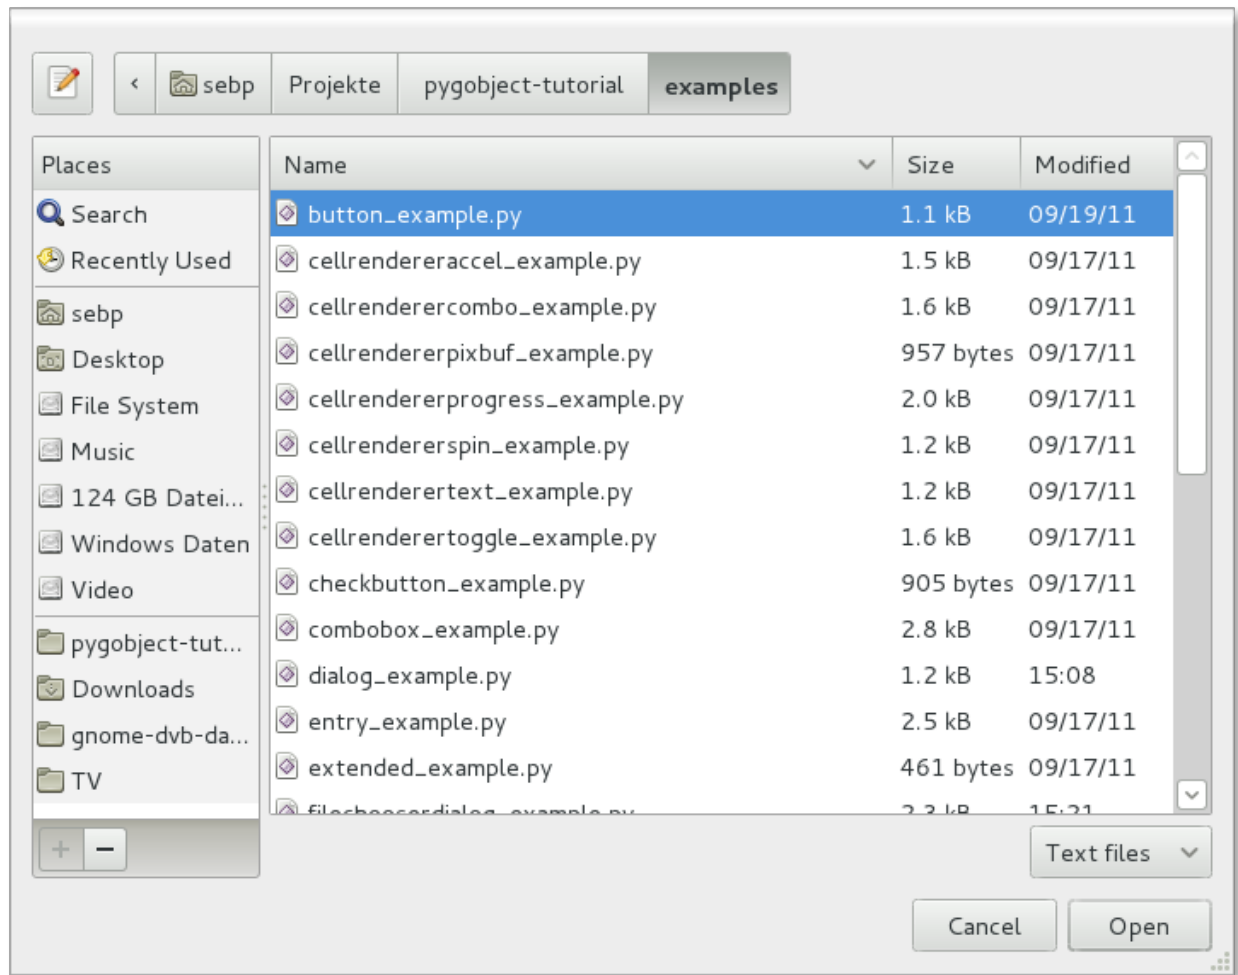 sebp Projekte pygobject-tutorial examples
Places
Search
Recently Used
sebp
Desktop
File System
Music
124 GB Datei...
Windows Daten
Video
pygobject-tut...
Downloads
gnome-dvb-da...
TV
Name Size Modified
button_example.py 1.1 kB 09/19/11
cellrendereraccel_example.py 1.5 kB 09/17/11
cellrenderercombo_example.py 1.6 kB 09/17/11
cellrendererpixbuf_example.py 957 bytes 09/17/11
cellrendererprogress_example.py 2.0 kB 09/17/11
cellrendererspin_example.py 1.2 kB 09/17/11
cellrenderertext_example.py 1.2 kB 09/17/11
cellrenderertoggle_example.py 1.6 kB 09/17/11
checkbutton_example.py 905 bytes 09/17/11
combobox_example.py 2.8 kB 09/17/11
dialog_example.py 1.2 kB 15:08
entry_example.py 2.5 kB 09/17/11
extended_example.py 461 bytes 09/17/11
filechooserdialog_example.py 2.3 kB 15:21
Text files
Cancel Open